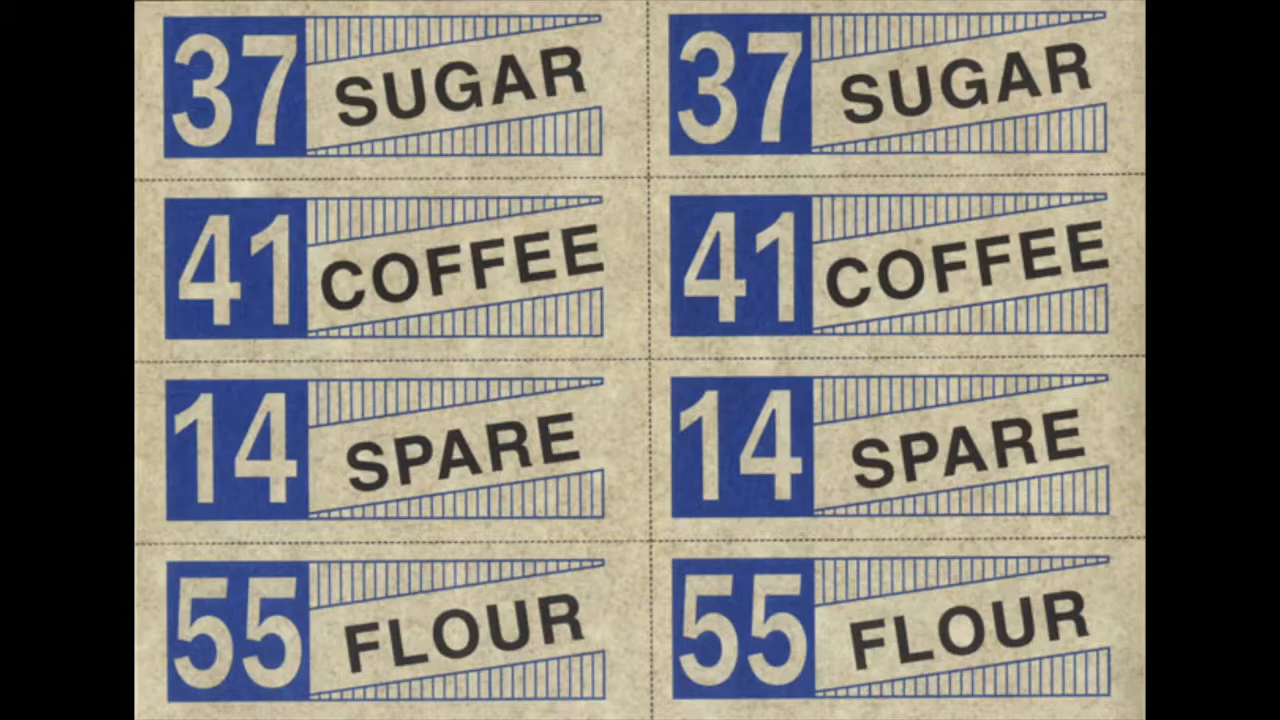 37 SUGAR 37 SUGAR
41 COFFEE 41 COFFEE
14 SPARE 14 SPARE
55 FLOUR 55 FLOUR